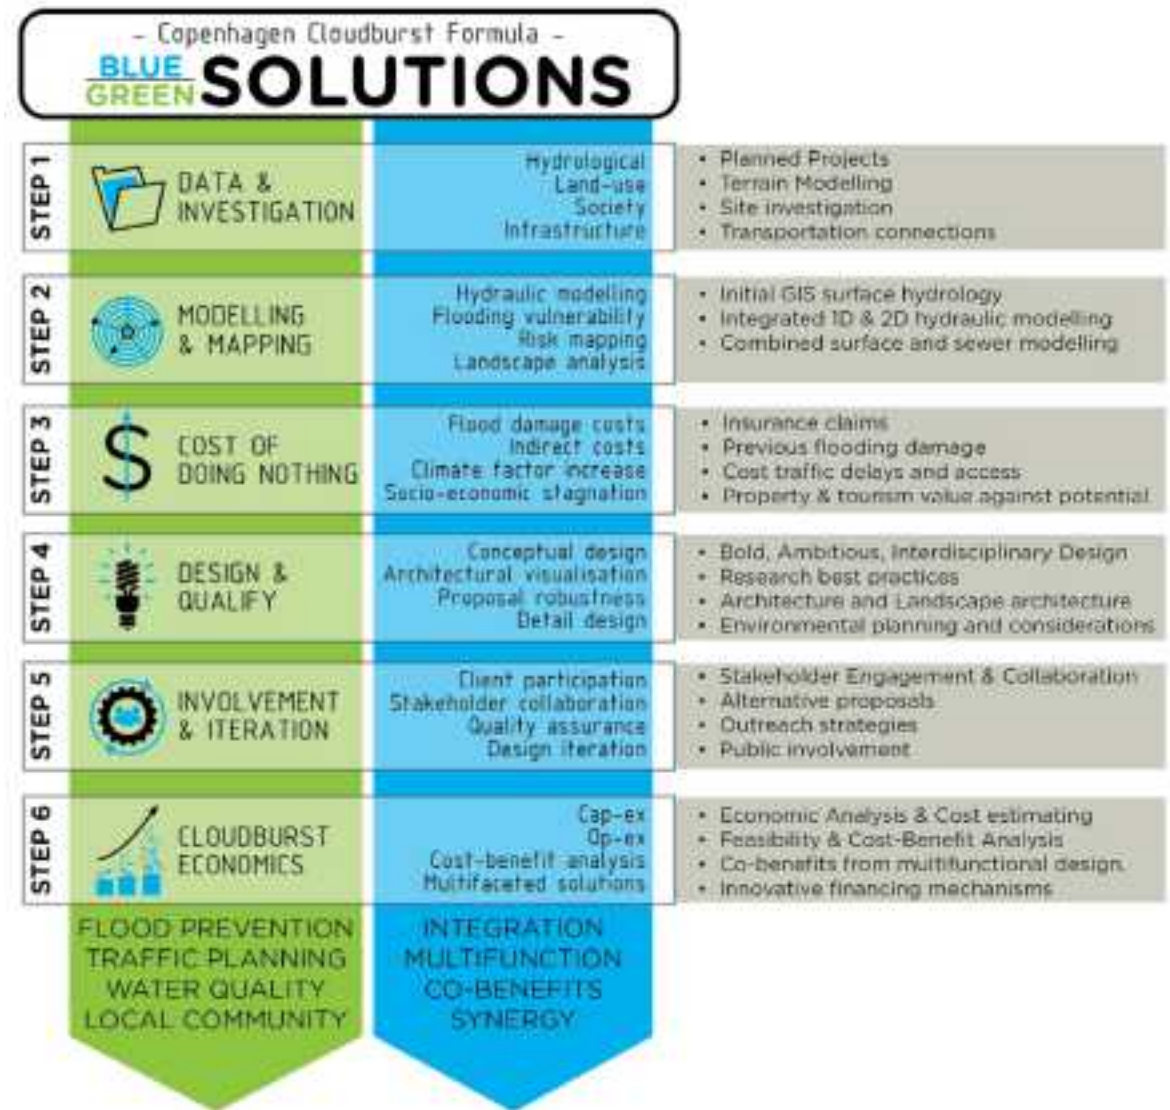 - Copenhagen Cloudburst Formula -
BLUE
GREEN
SOLUTIONS
STEP 1
DATA &
INVESTIGATION
Hydrological
Land-use
Society
Infrastructure
• Planned Projects
• Terrain Modelling
• Site investigation
• Transportation connections
STEP 2
MODELLING
& MAPPING
Hydraulic modelling
Flooding vulnerability
Risk mapping
Landscape analysis
• Initial GIS surface hydrology
• Integrated 1D & 2D hydraulic modelling
• Combined surface and sewer modelling
STEP 3
$
COST OF
DOING NOTHING
Flood damage costs
Indirect costs
Climate factor increase
Socio-economic stagnation
• Insurance claims
• Previous flooding damage
• Cost traffic delays and access
• Property & tourism value against potential
STEP 4
DESIGN &
QUALIFY
Conceptual design
Architectural visualisation
Proposal robustness
Detail design
• Bold, Ambitious, Interdisciplinary Design
• Research best practices
• Architecture and Landscape architecture
• Environmental planning and considerations
STEP 5
INVOLVEMENT
& ITERATION
Client participation
Stakeholder collaboration
Quality assurance
Design iteration
• Stakeholder Engagement & Collaboration
• Alternative proposals
• Outreach strategies
• Public involvement
STEP 6
CLOUDBURST
ECONOMICS
Cap-ex
Op-ex
Cost-benefit analysis
Multifaceted solutions
• Economic Analysis & Cost estimating
• Feasibility & Cost-Benefit Analysis
• Co-benefits from multifunctional design.
• Innovative financing mechanisms
FLOOD PREVENTION
TRAFFIC PLANNING
WATER QUALITY
LOCAL COMMUNITY
INTEGRATION
MULTIFUNCTION
CO-BENEFITS
SYNERGY